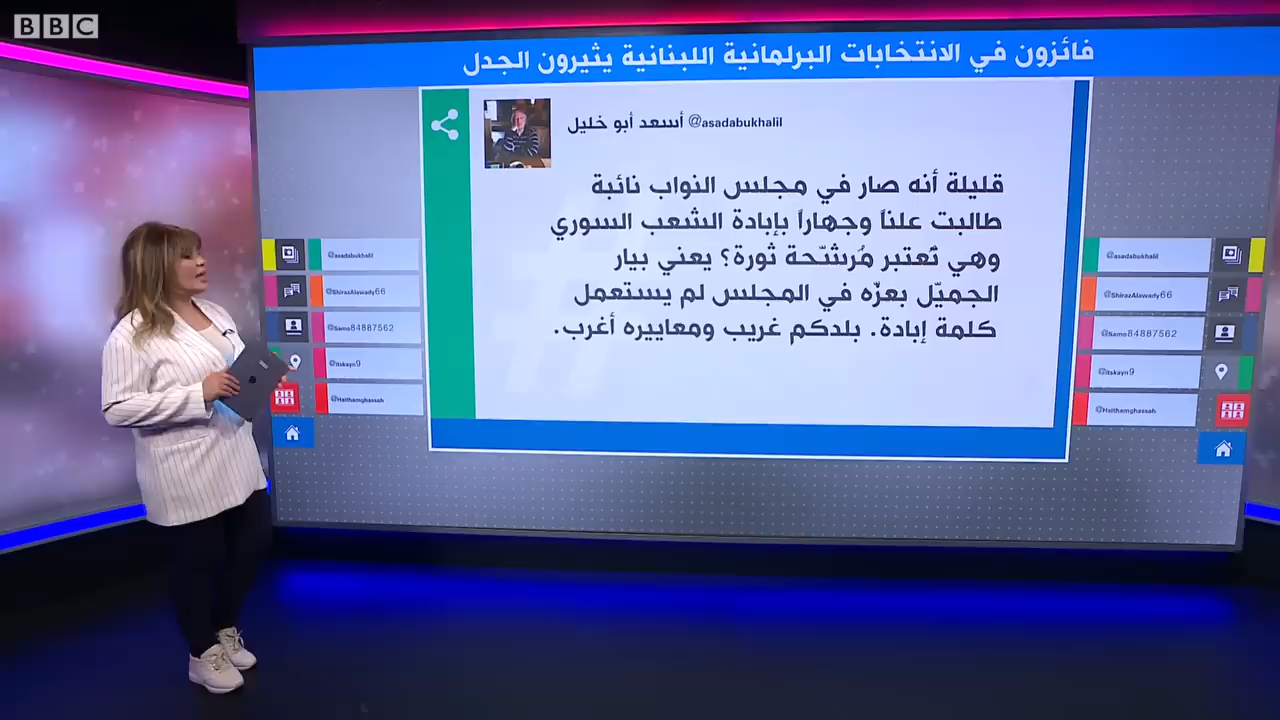 BBC
فائزون في الانتخابات البرلمانية اللبنانية يثيرون الجدل
أسعد أبو خليل @asadabukhalil
قليلة أنه صار في مجلس النواب نائبة
طالبت علناً وجهاراً بإبادة الشعب السوري
وهي تُعتبر مُرشّحة ثورة؟ يعني بيار
الجميّل بعزّه في المجلس لم يستعمل
كلمة إبادة. بلدكم غريب ومعاييره أغرب.
@asadabukhalil
@ShirazAlawady66
@Samo84887562
@itskayn9
@Haithamghassah
@asadabukhalil
@ShirazAlawady66
@Samo84887562
@itskayn9
@Haithamghassah